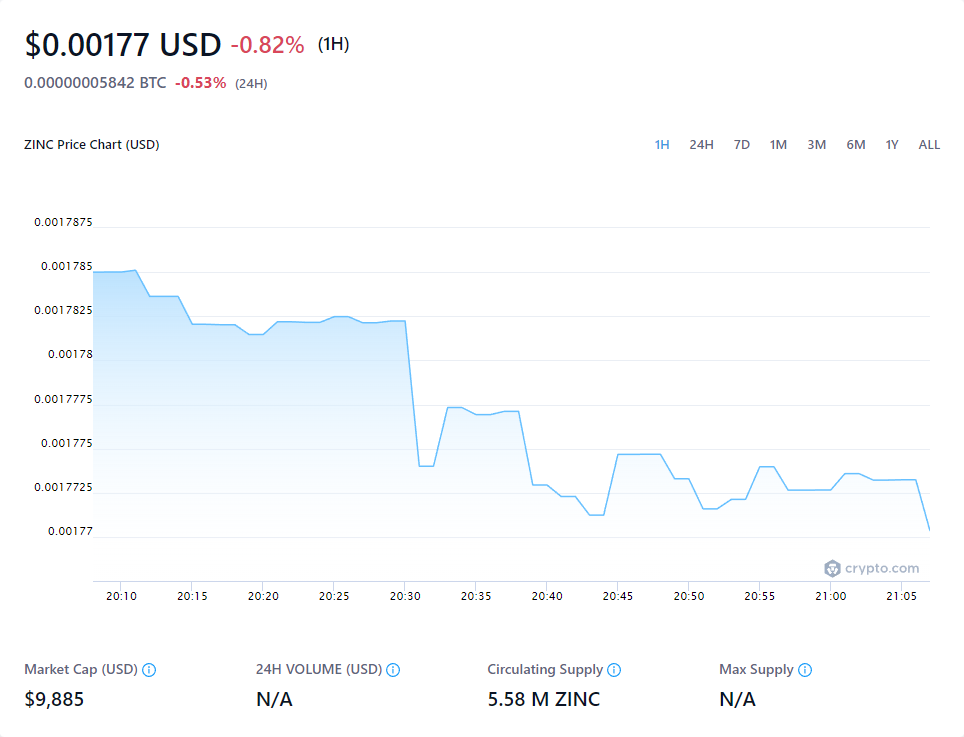 $0.00177 USD -0.82% (1H)
0.00000005842 BTC -0.53% (24H)
ZINC Price Chart (USD) 1H 24H 7D 1M 3M 6M 1Y ALL
0.0017875
0.001785
0.0017825
0.00178
0.0017775
0.001775
0.0017725
0.00177
crypto.com
20:10 20:15 20:20 20:25 20:30 20:35 20:40 20:45 20:50 20:55 21:00 21:05
Market Cap (USD) 24H VOLUME (USD) Circulating Supply Max Supply
$9,885 N/A 5.58 M ZINC N/A